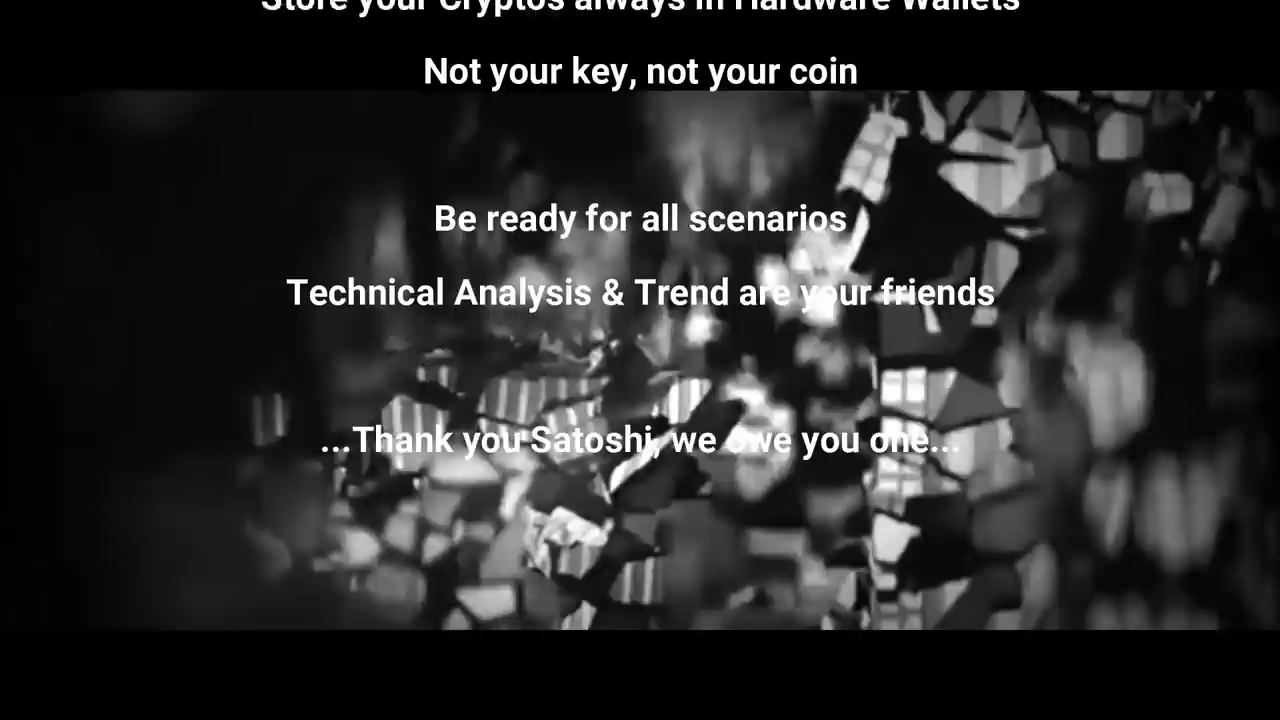 Store your Cryptos always in Hardware Wallets
Not your key, not your coin
Be ready for all scenarios
Technical Analysis & Trend are your friends
...Thank you Satoshi, we owe you one...